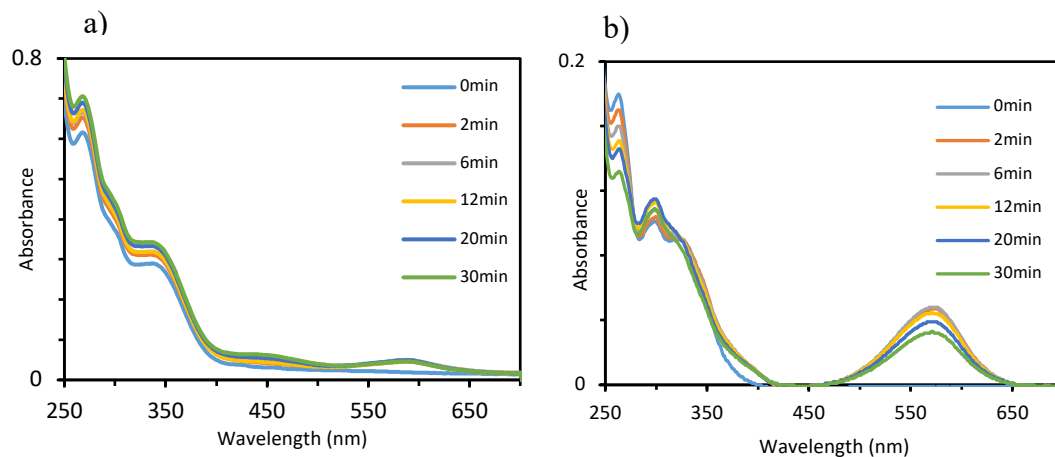 a)
0.8
0min
2min
6min
12min
20min
30min
Absorbance
0
250
350
450
550
650
Wavelength (nm)
b)
0.2
0min
2min
6min
12min
20min
30min
Absorbance
0
250
350
450
550
650
Wavelength (nm)